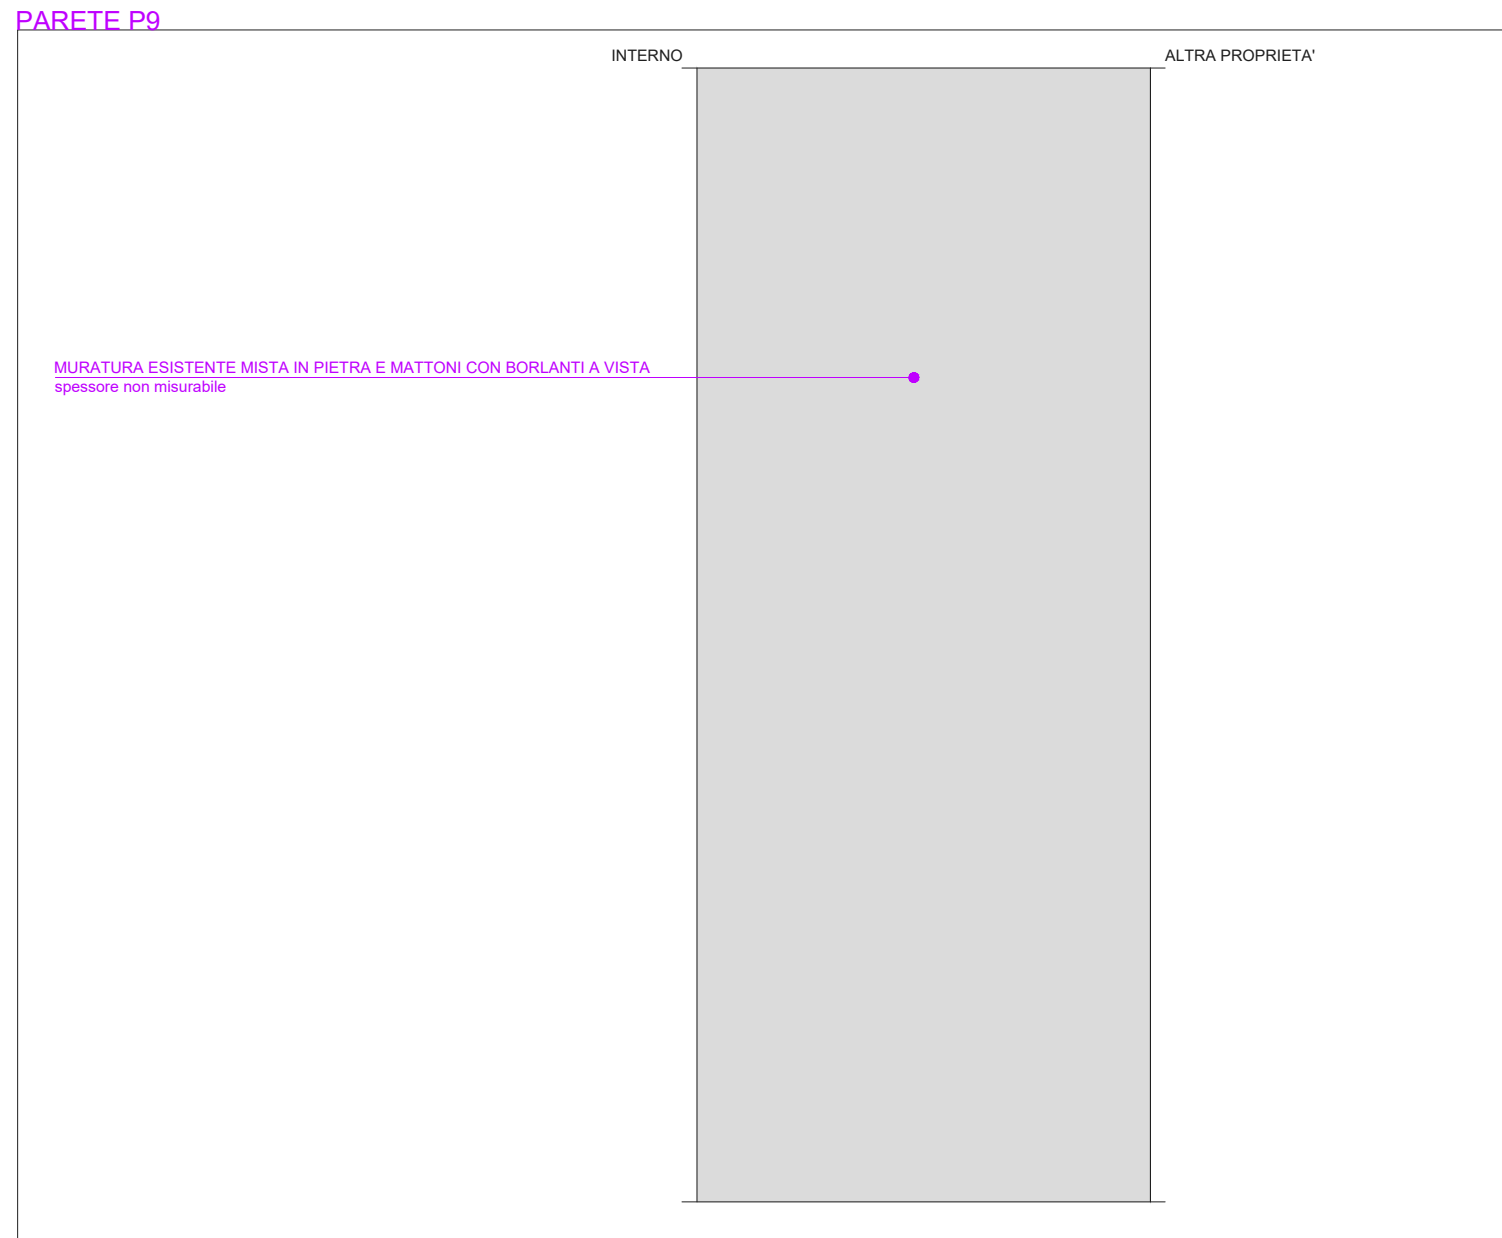 PARETE P9
INTERNO
ALTRA PROPRIETA'
MURATURA ESISTENTE MISTA IN PIETRA E MATTONI CON BORLANTI A VISTA
spessore non misurabile